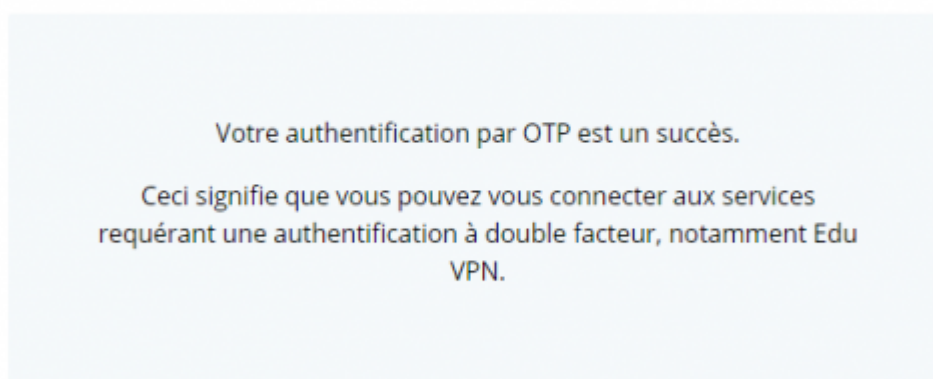 Votre authentification par OTP est un succès.
Ceci signifie que vous pouvez vous connecter aux services
requérant une authentification à double facteur, notamment Edu
VPN.